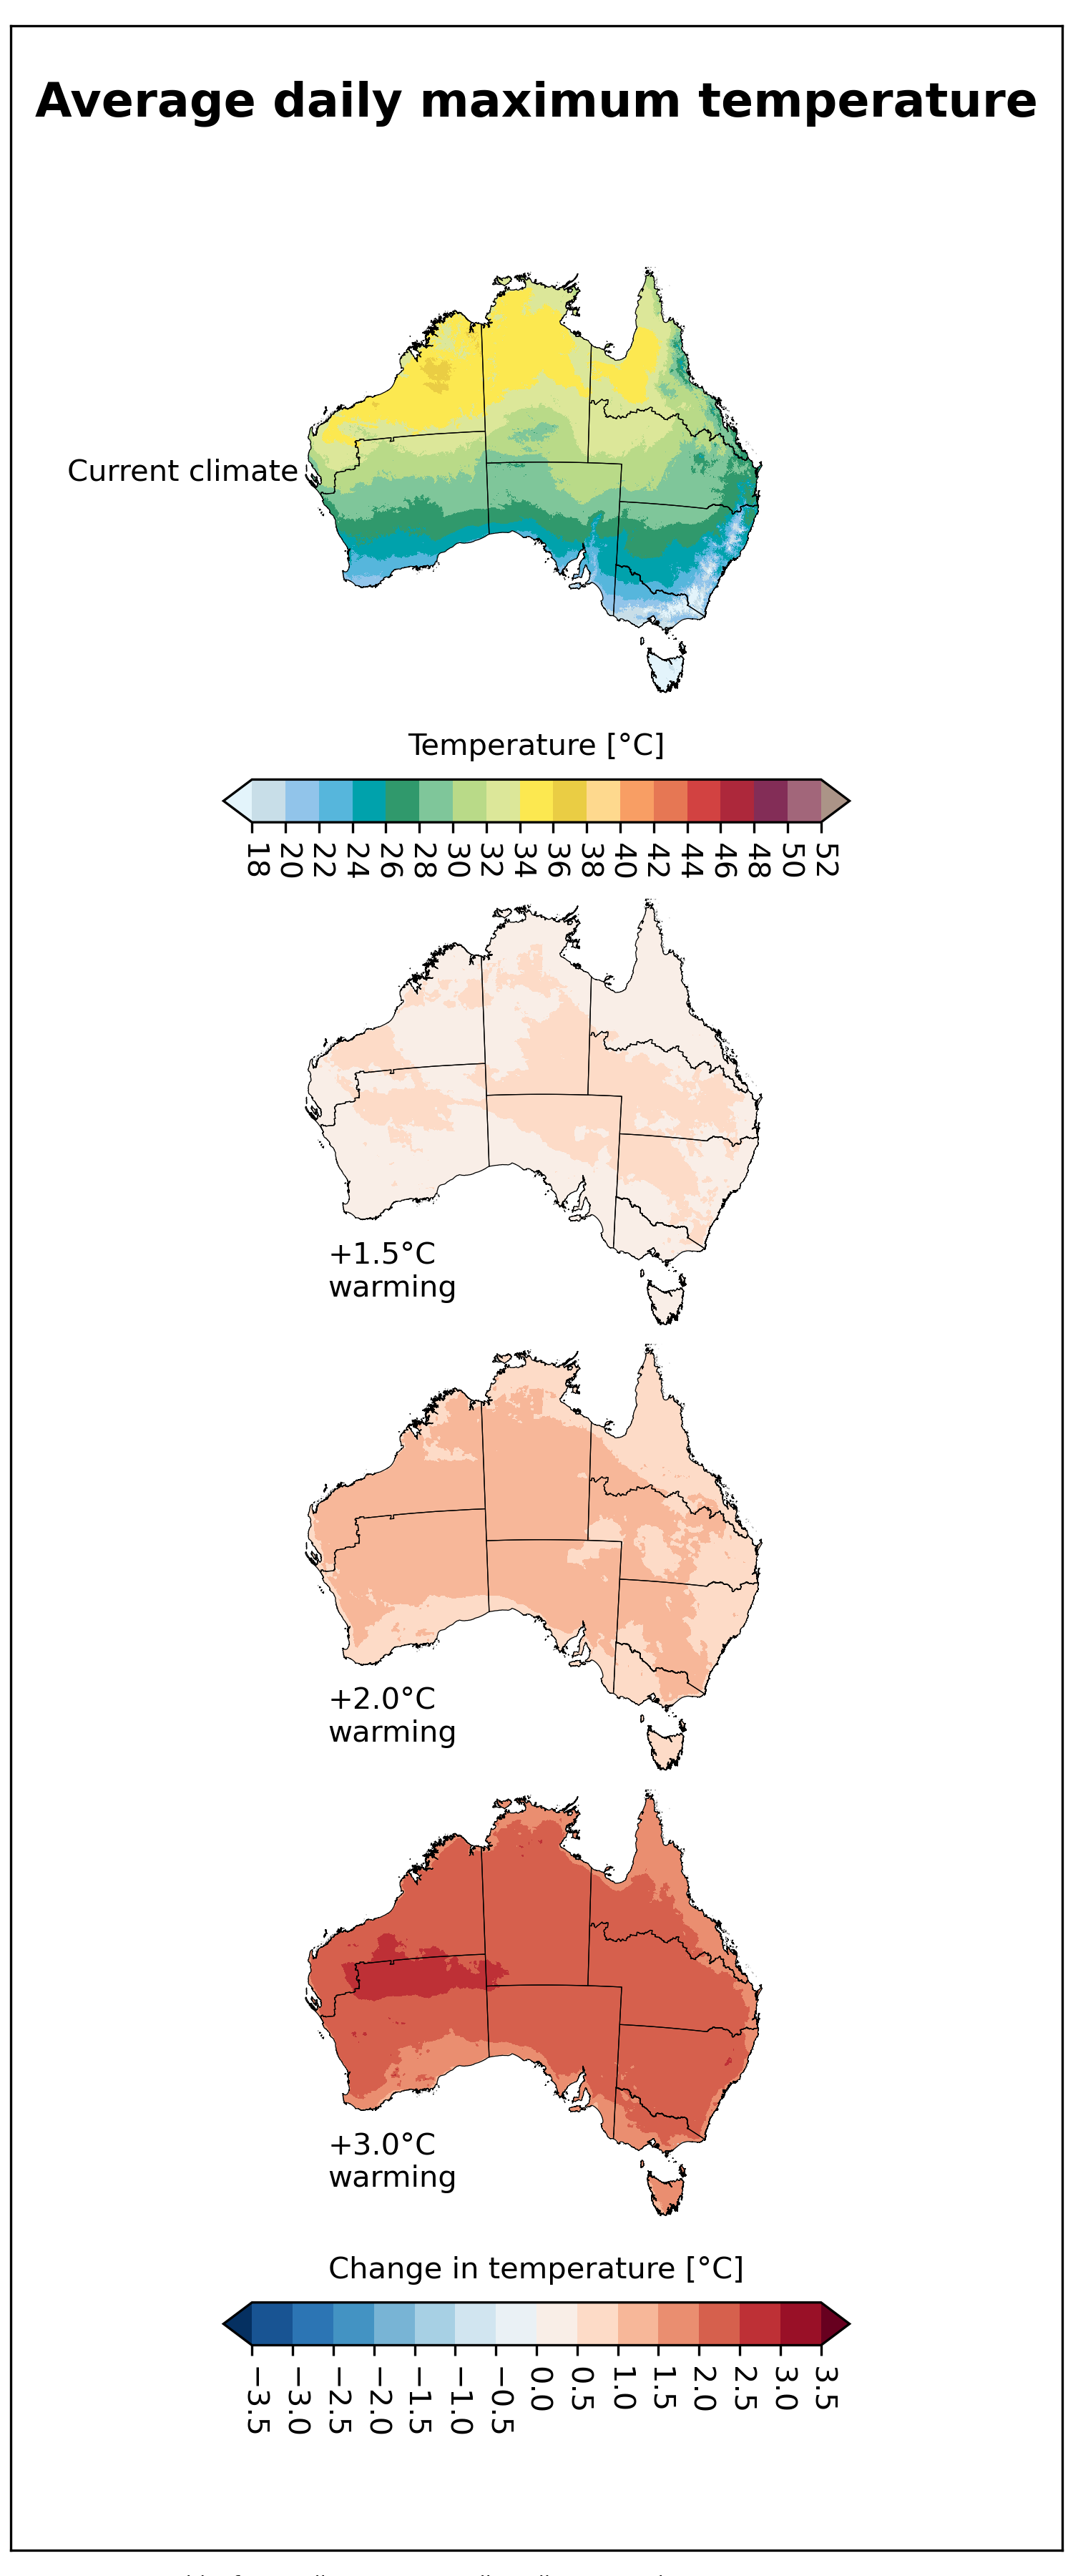 Average daily maximum temperature
Current climate
Temperature [°C]
18 20 22 24 26 28 30 32 34 36 38 40 42 44 46 48 50 52
+1.5°C
warming
+2.0°C
warming
+3.0°C
warming
Change in temperature [°C]
−3.5 −3.0 −2.5 −2.0 −1.5 −1.0 −0.5 0.0 0.5 1.0 1.5 2.0 2.5 3.0 3.5